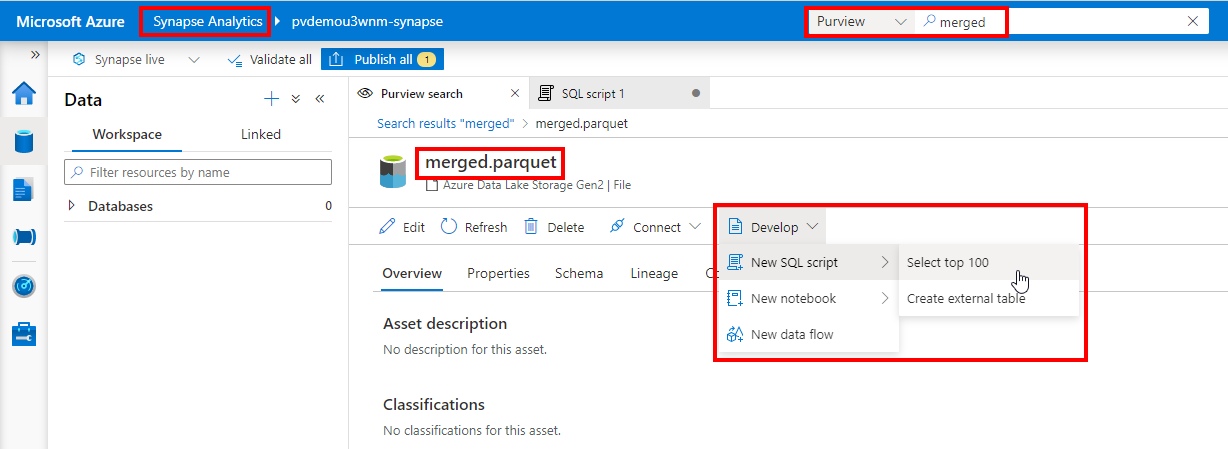 Microsoft Azure Synapse Analytics pvdemou3wnm-synapse Purview merged
Synapse live Validate all Publish all 1
Data
Workspace Linked
Filter resources by name
Databases 0
Purview search SQL script 1
Search results "merged" > merged.parquet
merged.parquet
Azure Data Lake Storage Gen2 | File
Edit Refresh Delete Connect Develop
New SQL script Select top 100
New notebook Create external table
New data flow
Overview Properties Schema Lineage
Asset description
No description for this asset.
Classifications
No classifications for this asset.